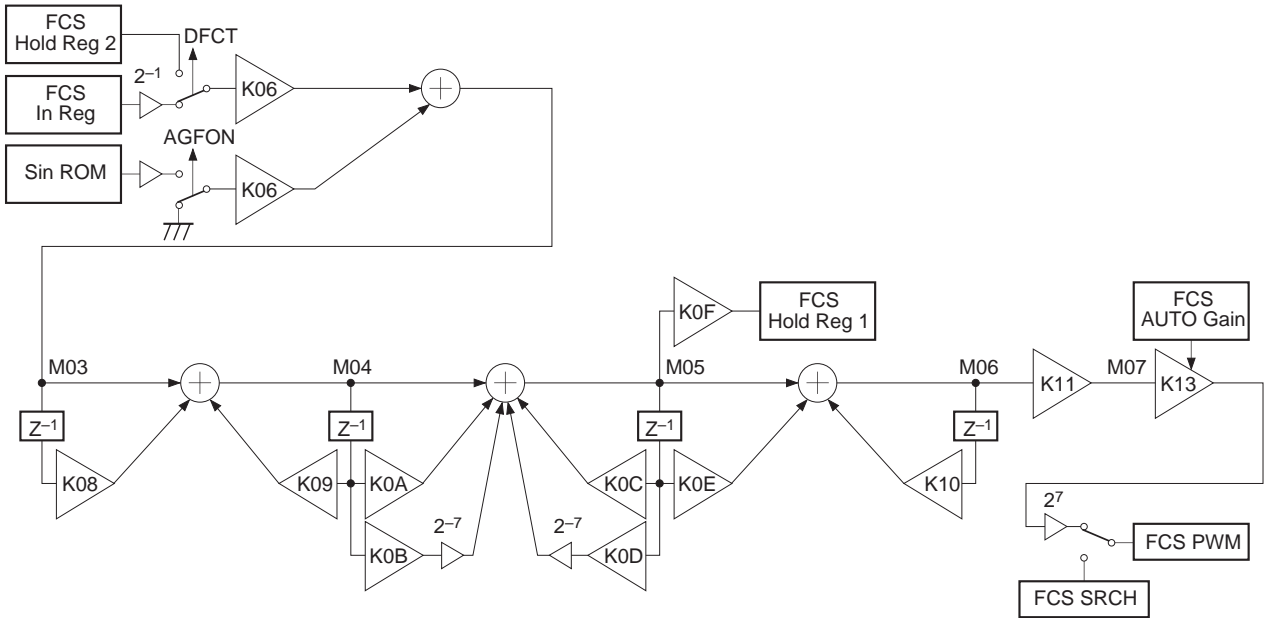 FCS
Hold Reg 2
DFCT
2–1
FCS
In Reg
K06
AGFON
Sin ROM
K06
K0F
FCS
Hold Reg 1
FCS
AUTO Gain
M03
M04
M05
M06
K11
M07
K13
Z–1
Z–1
Z–1
Z–1
K08
K09
K0A
K0C
K0E
K10
K0B
2–7
2–7
K0D
27
FCS PWM
FCS SRCH